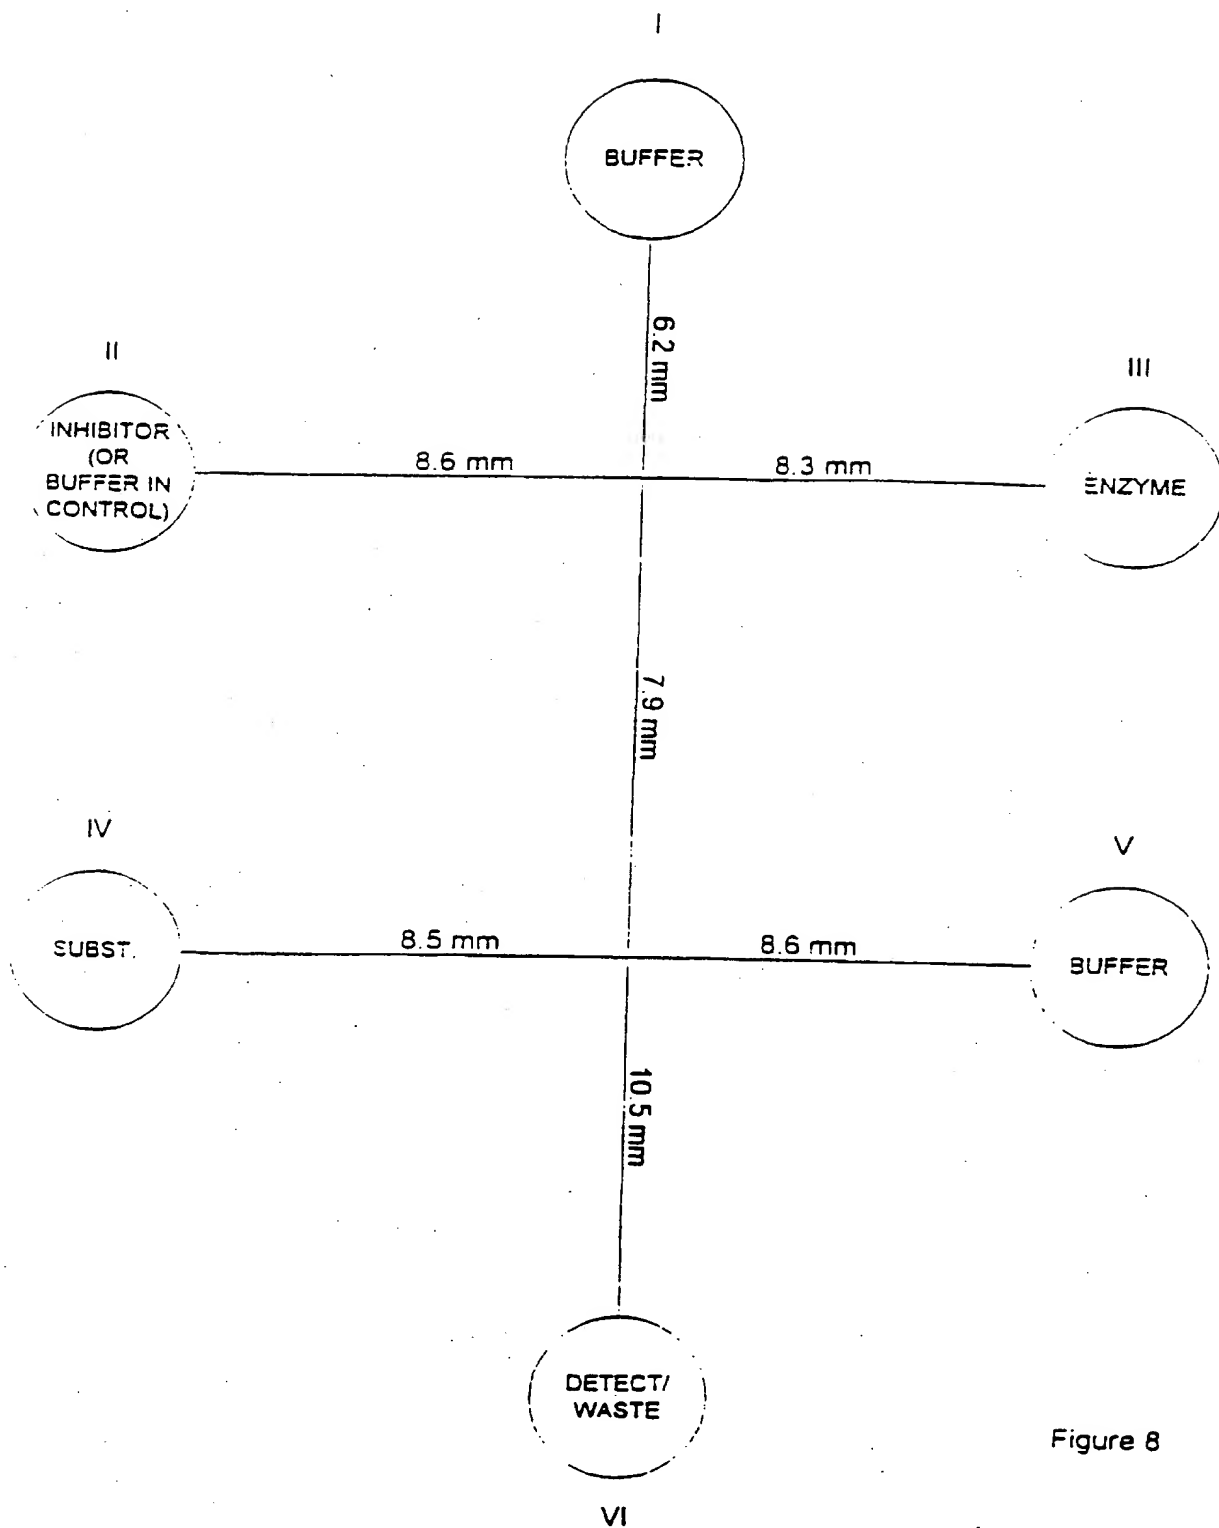 I
BUFFER
6.2 mm
II
III
INHIBITOR
(OR
BUFFER IN
CONTROL)
8.6 mm
8.3 mm
ENZYME
7.9 mm
IV
V
SUBST.
8.5 mm
8.6 mm
BUFFER
10.5 mm
DETECT/
WASTE
Figure 8
VI